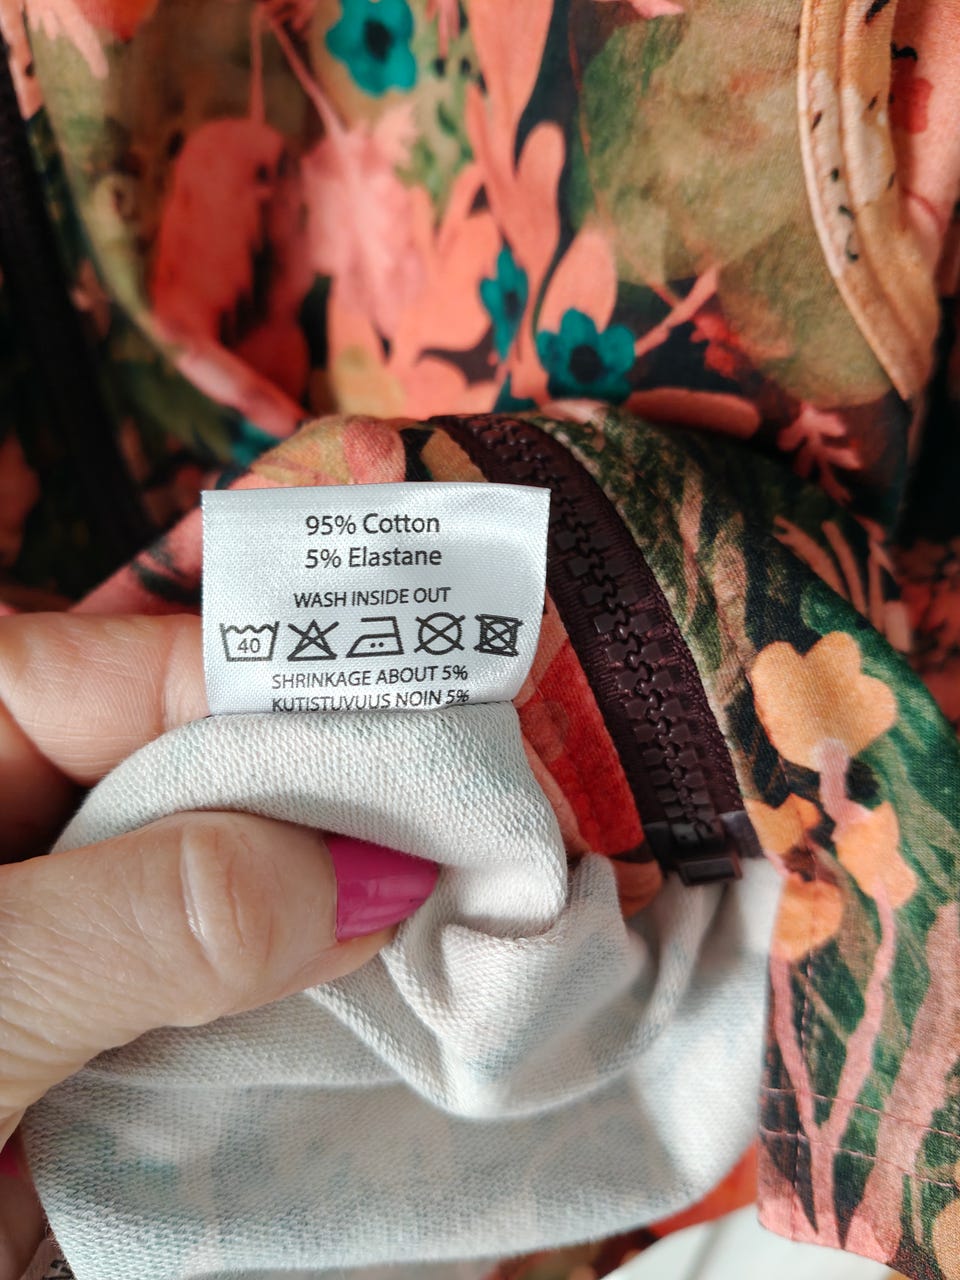 95% Cotton
5% Elastane
WASH INSIDE OUT
40
SHRINKAGE ABOUT 5%
KUTISTUVUUS NOIN 5%